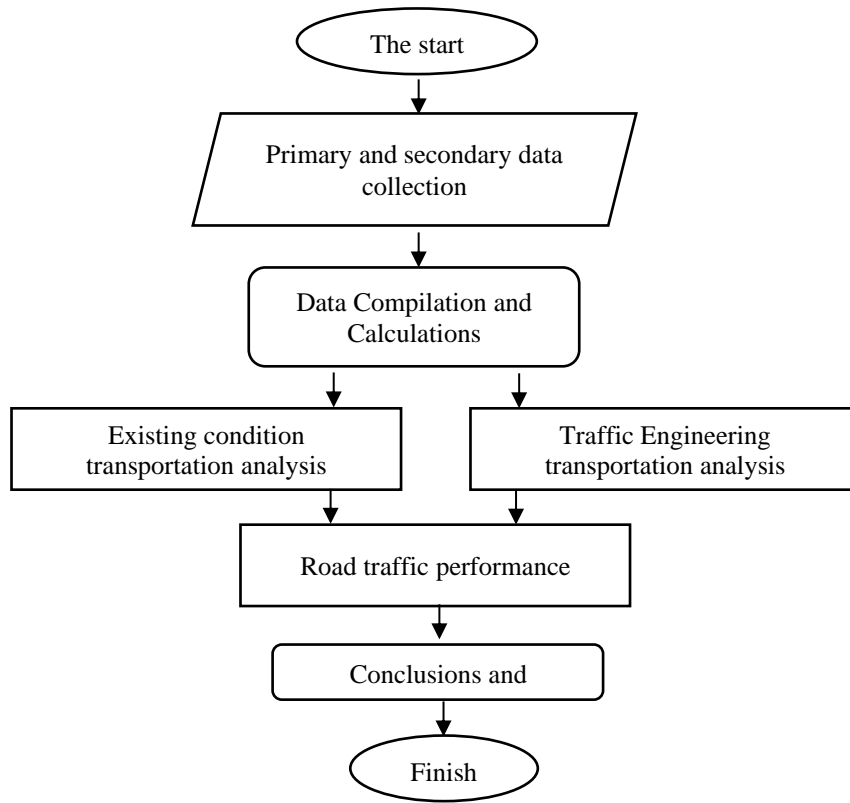 The start
Primary and secondary data
collection
Data Compilation and
Calculations
Existing condition
transportation analysis
Traffic Engineering
transportation analysis
Road traffic performance
Conclusions and
Finish